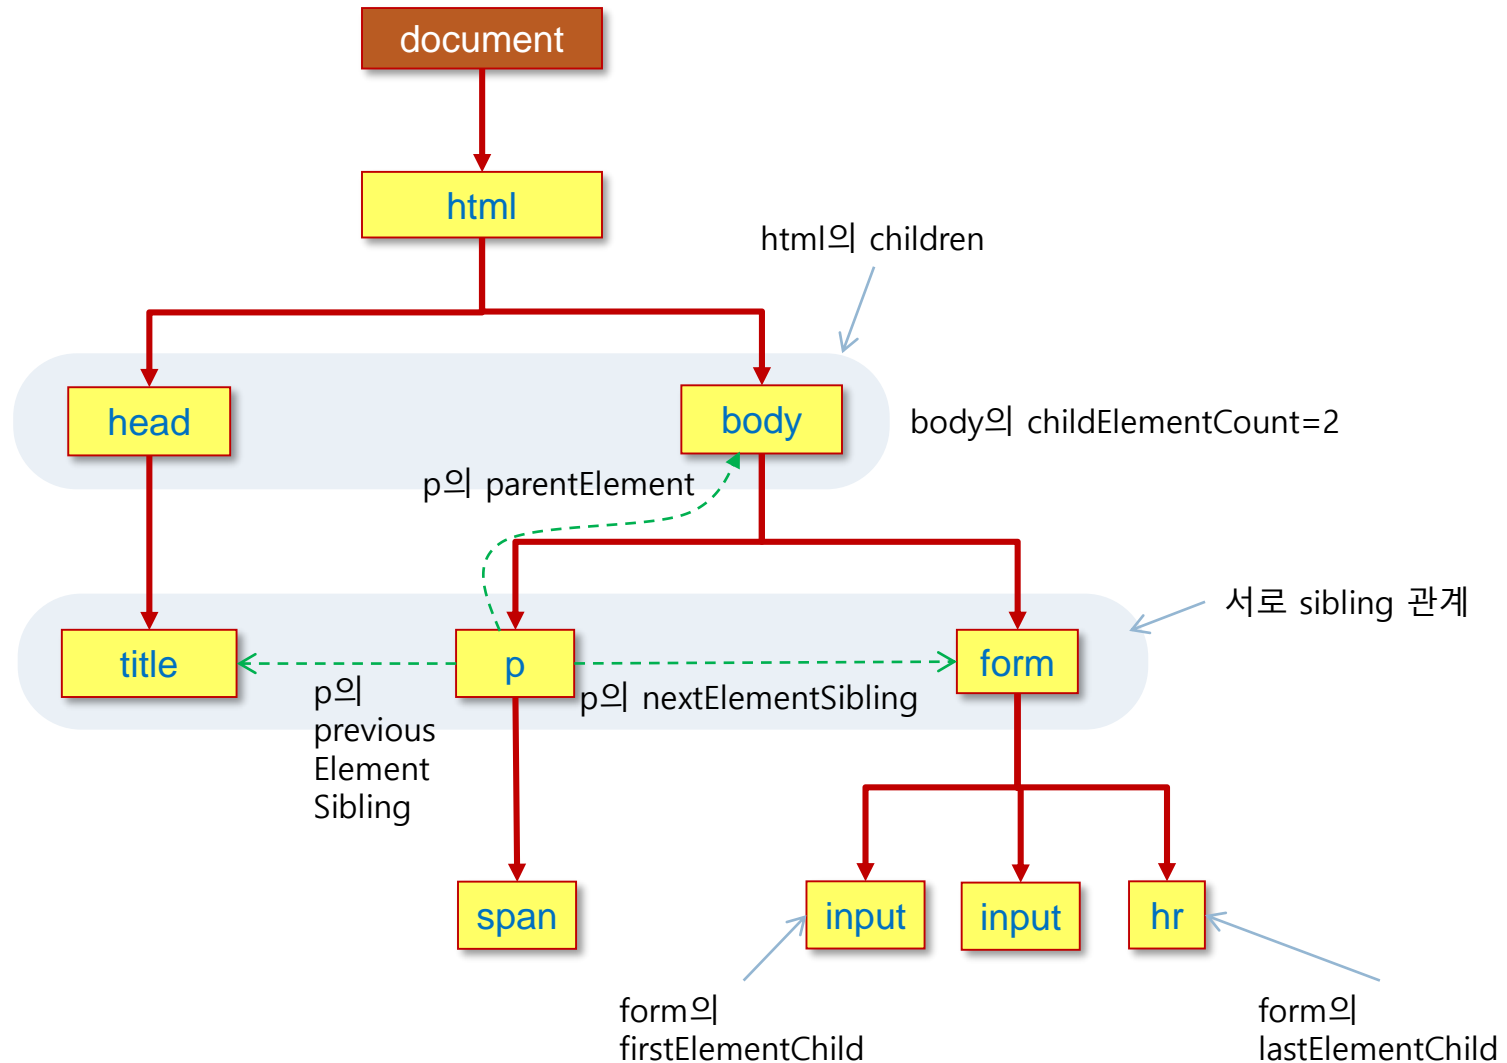 document
html
html의 children
head
body
body의 childElementCount=2
p의 parentElement
서로 sibling 관계
title
p
form
p의
previous
Element
Sibling
p의 nextElementSibling
span
input
input
hr
form의
firstElementChild
form의
lastElementChild